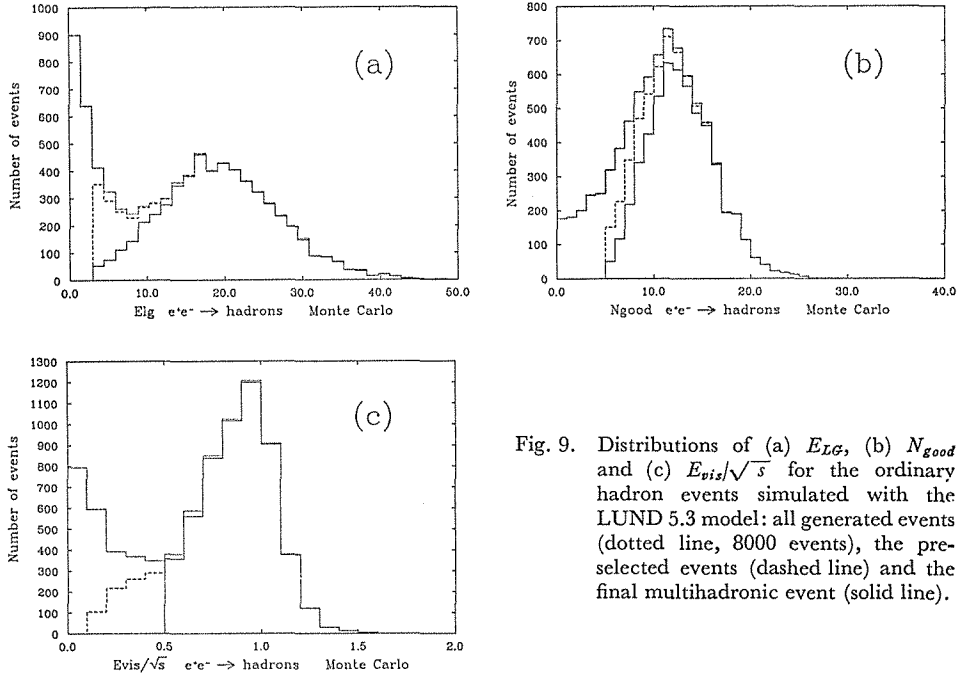 1000
900
800
700
600
500
400
300
200
100
0
Number of events
(a)
0.0 10.0 20.0 30.0 40.0 50.0 60.0
Elg e⁺e⁻ → hadrons Monte Carlo
800
700
600
500
400
300
200
100
0
Number of events
(b)
0.0 10.0 20.0 30.0 40.0
Ngood e⁺e⁻ → hadrons Monte Carlo
1300
1200
1100
1000
900
800
700
600
500
400
300
200
100
0
Number of events
(c)
0.0 0.5 1.0 1.5 2.0
Evis/√s e⁺e⁻ → hadrons Monte Carlo
Fig. 9. Distributions of (a) E_LG, (b) N_good
and (c) E_vis/√s for the ordinary
hadron events simulated with the
LUND 5.3 model: all generated events
(dotted line, 8000 events), the pre-
selected events (dashed line) and the
final multihadronic event (solid line).